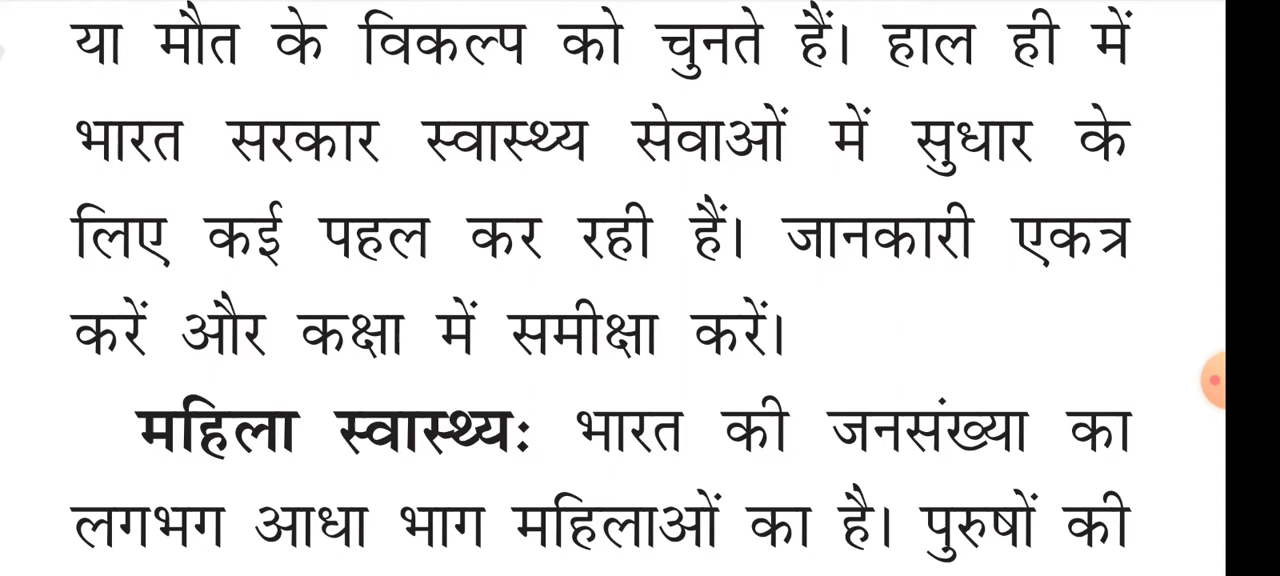 या मौत के विकल्प को चुनते हैं। हाल ही में
भारत सरकार स्वास्थ्य सेवाओं में सुधार के
लिए कई पहल कर रही हैं। जानकारी एकत्र
करें और कक्षा में समीक्षा करें।
महिला स्वास्थ्यः भारत की जनसंख्या का
लगभग आधा भाग महिलाओं का है। पुरुषों की